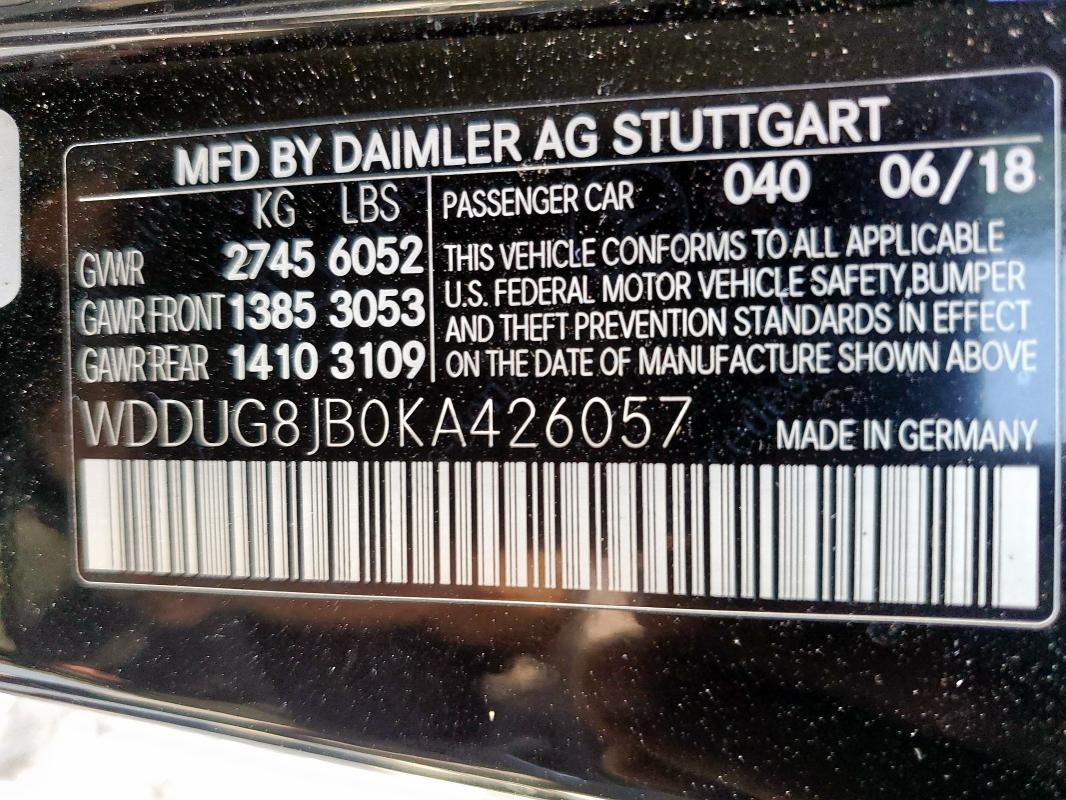 MFD BY DAIMLER AG STUTTGART
KG LBS
GVWR 2745 6052
GAWR FRONT 1385 3053
GAWR REAR 1410 3109
PASSENGER CAR 040 06/18
THIS VEHICLE CONFORMS TO ALL APPLICABLE
U.S. FEDERAL MOTOR VEHICLE SAFETY,BUMPER
AND THEFT PREVENTION STANDARDS IN EFFECT
ON THE DATE OF MANUFACTURE SHOWN ABOVE
WDDUG8JB0KA426057
MADE IN GERMANY